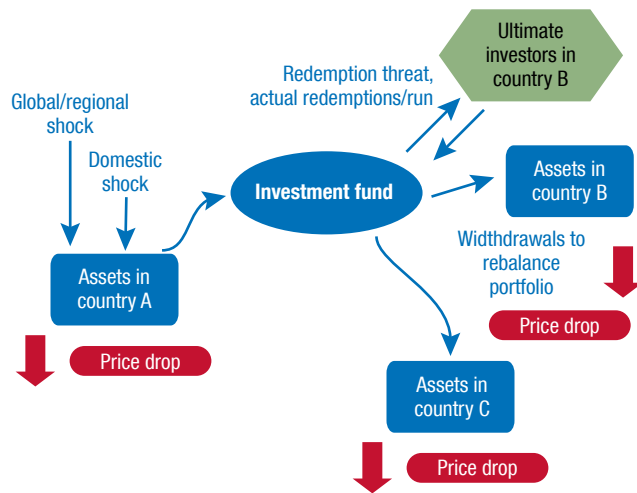 Ultimate
investors in
country B
Redemption threat,
actual redemptions/run
Global/regional
shock
Domestic
shock
Investment fund
Assets in
country B
Widthdrawals to
rebalance
portfolio
Assets in
country A
Price drop
Price drop
Assets in
country C
Price drop